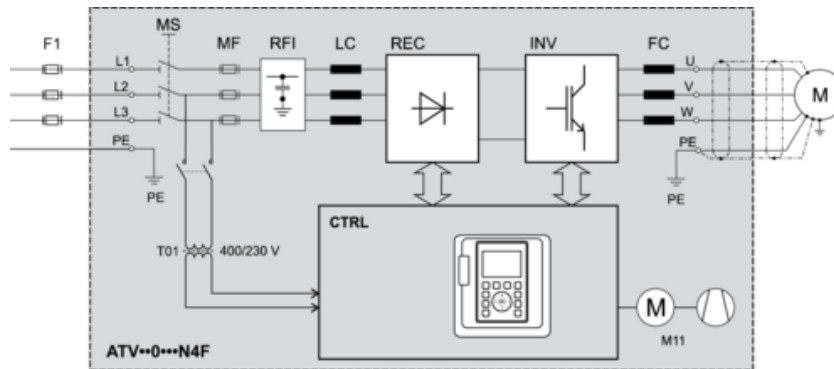 MS
F1
MF
RFI
LC
REC
INV
FC
L1
L2
L3
PE
PE
U
V
W
PE
PE
M
CTRL
T01
400/230 V
M
M11
ATV••0•••N4F